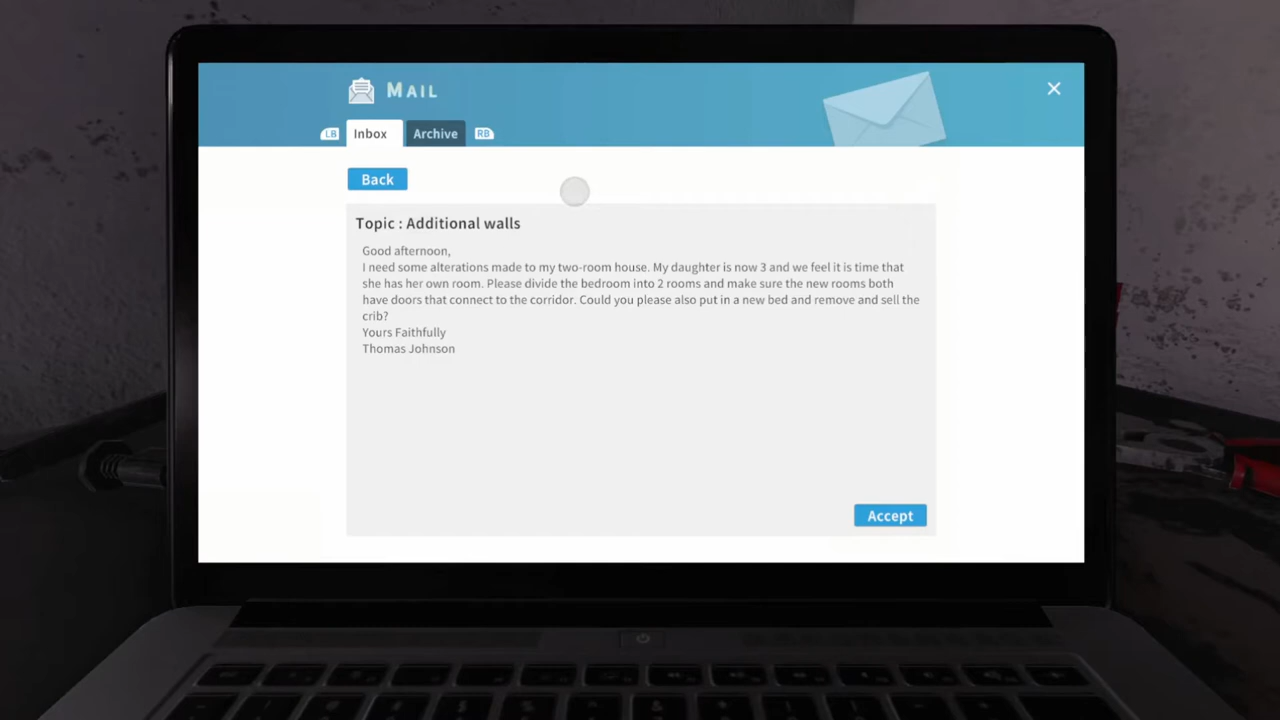 MAIL
LB Inbox Archive RB
Back
Topic : Additional walls
Good afternoon,
I need some alterations made to my two-room house. My daughter is now 3 and we feel it is time that
she has her own room. Please divide the bedroom into 2 rooms and make sure the new rooms both
have doors that connect to the corridor. Could you please also put in a new bed and remove and sell the
crib?
Yours Faithfully
Thomas Johnson
Accept